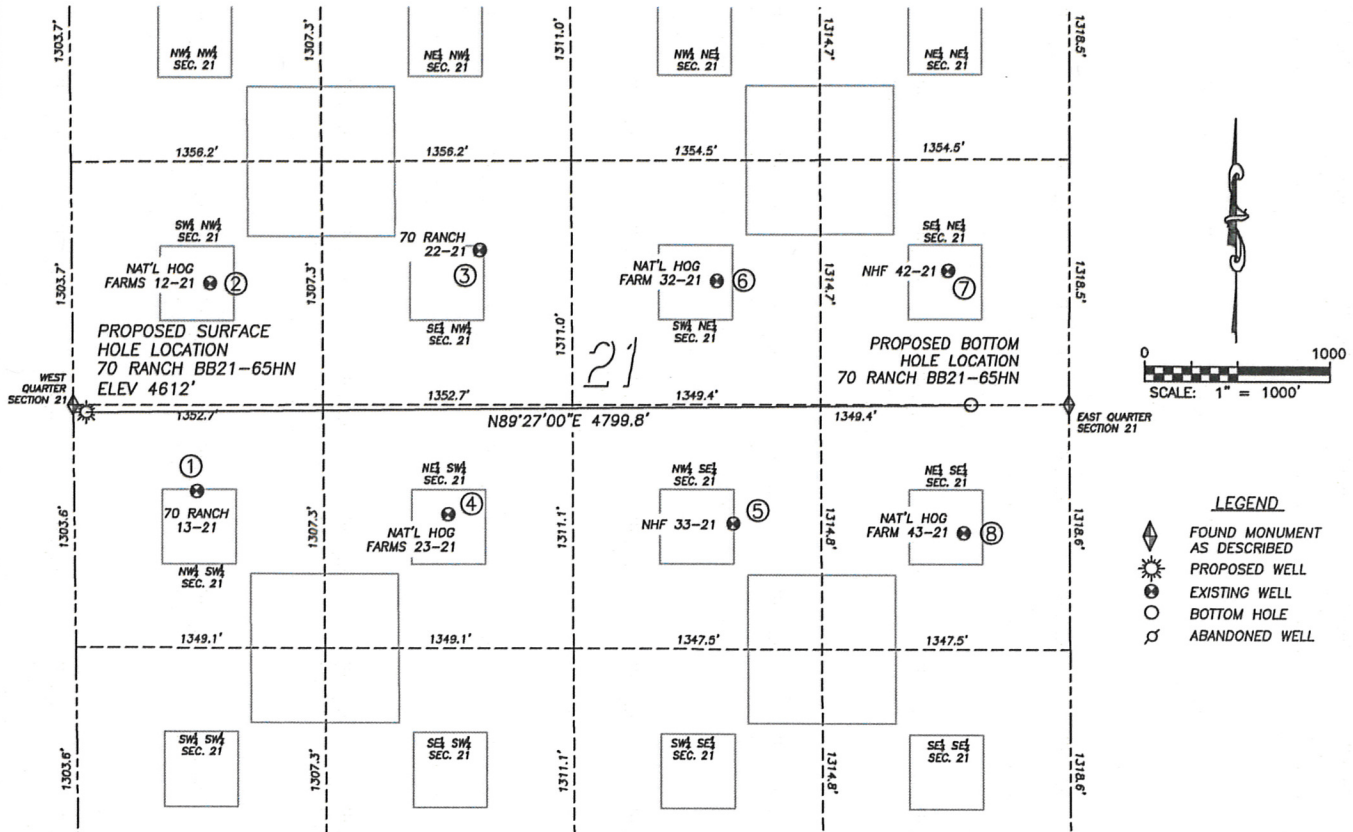 1303.7'
1307.3'
1311.0'
1314.7'
1318.5'
NW¼ NW¼
SEC. 21
NE¼ NW¼
SEC. 21
NW¼ NE¼
SEC. 21
NE¼ NE¼
SEC. 21
1356.2'
1356.2'
1354.5'
1354.5'
SW¼ NW¼
SEC. 21
NAT'L HOG
FARMS 12-21
2
70 RANCH
22-21
3
SE¼ NW¼
SEC. 21
NAT'L HOG
FARM 32-21
6
SW¼ NE¼
SEC. 21
SE¼ NE¼
SEC. 21
NHF 42-21
7
1303.7'
1307.3'
1311.0'
1314.7'
1318.5'
21
PROPOSED SURFACE
HOLE LOCATION
70 RANCH BB21-65HN
ELEV 4612'
PROPOSED BOTTOM
HOLE LOCATION
70 RANCH BB21-65HN
WEST
QUARTER
SECTION 21
EAST QUARTER
SECTION 21
1352.7'
1352.7'
1349.4'
1349.4'
N89°27'00"E 4799.8'
1
70 RANCH
13-21
NW¼ SW¼
SEC. 21
NE¼ SW¼
SEC. 21
4
NAT'L HOG
FARMS 23-21
NW¼ SE¼
SEC. 21
NHF 33-21
5
NE¼ SE¼
SEC. 21
NAT'L HOG
FARM 43-21
8
1303.6'
1307.3'
1311.1'
1314.8'
1318.6'
1349.1'
1349.1'
1347.5'
1347.5'
SW¼ SW¼
SEC. 21
SE¼ SW¼
SEC. 21
SW¼ SE¼
SEC. 21
SE¼ SE¼
SEC. 21
1303.6'
1307.3'
1311.1'
1314.8'
1318.6'
0 1000
SCALE: 1" = 1000'
LEGEND
FOUND MONUMENT
AS DESCRIBED
PROPOSED WELL
EXISTING WELL
BOTTOM HOLE
ABANDONED WELL